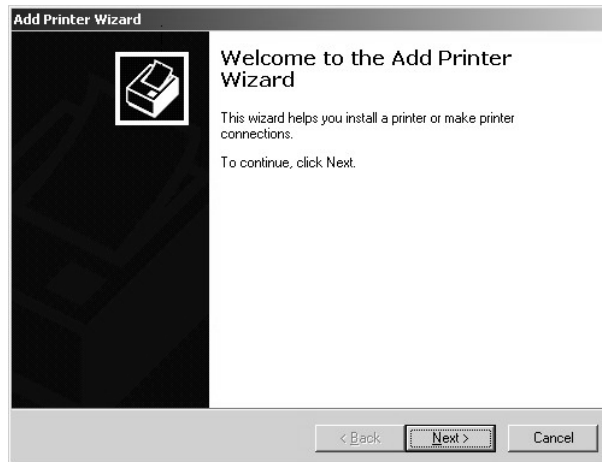 Add Printer Wizard
Welcome to the Add Printer
Wizard
This wizard helps you install a printer or make printer
connections.
To continue, click Next.
< Back
Next >
Cancel